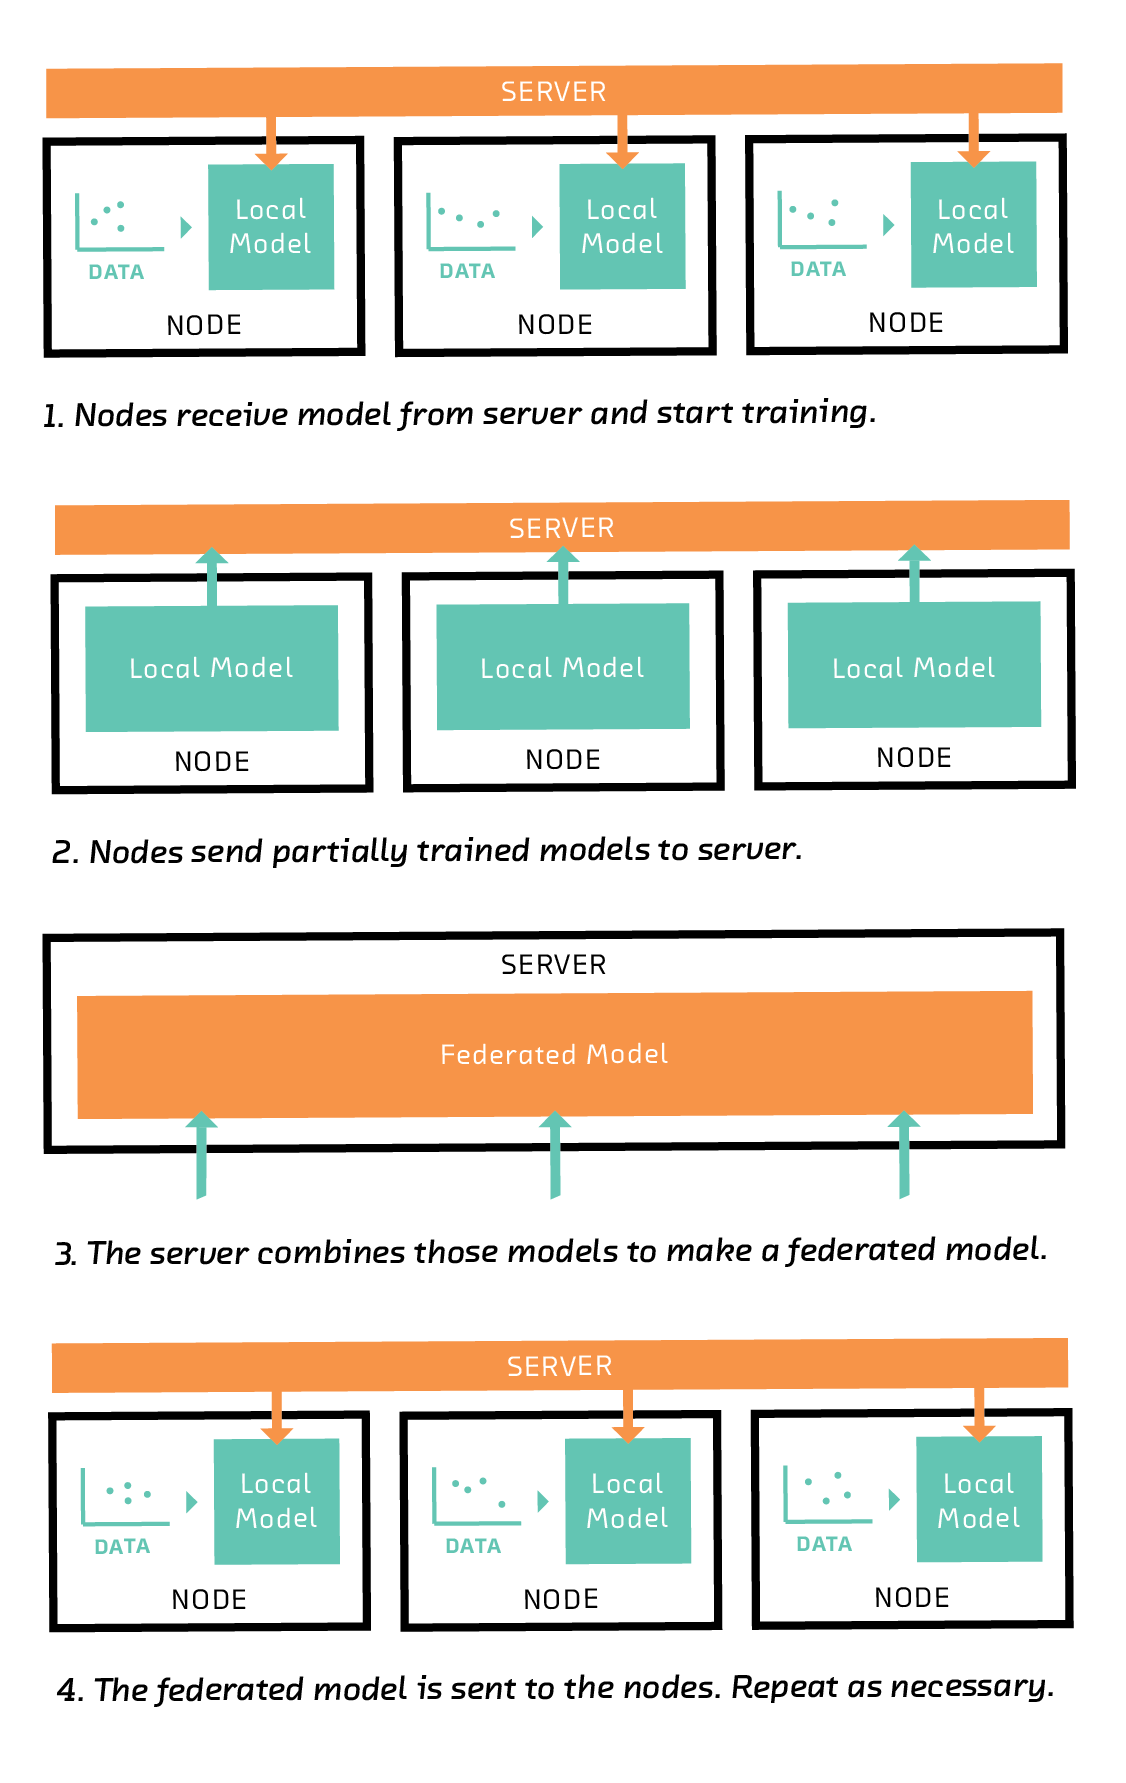 SERVER
Local
Model
DATA
NODE
Local
Model
DATA
NODE
Local
Model
DATA
NODE
1. Nodes receive model from server and start training.
SERVER
Local Model
NODE
Local Model
NODE
Local Model
NODE
2. Nodes send partially trained models to server.
SERVER
Federated Model
3. The server combines those models to make a federated model.
SERVER
Local
Model
DATA
NODE
Local
Model
DATA
NODE
Local
Model
DATA
NODE
4. The federated model is sent to the nodes. Repeat as necessary.